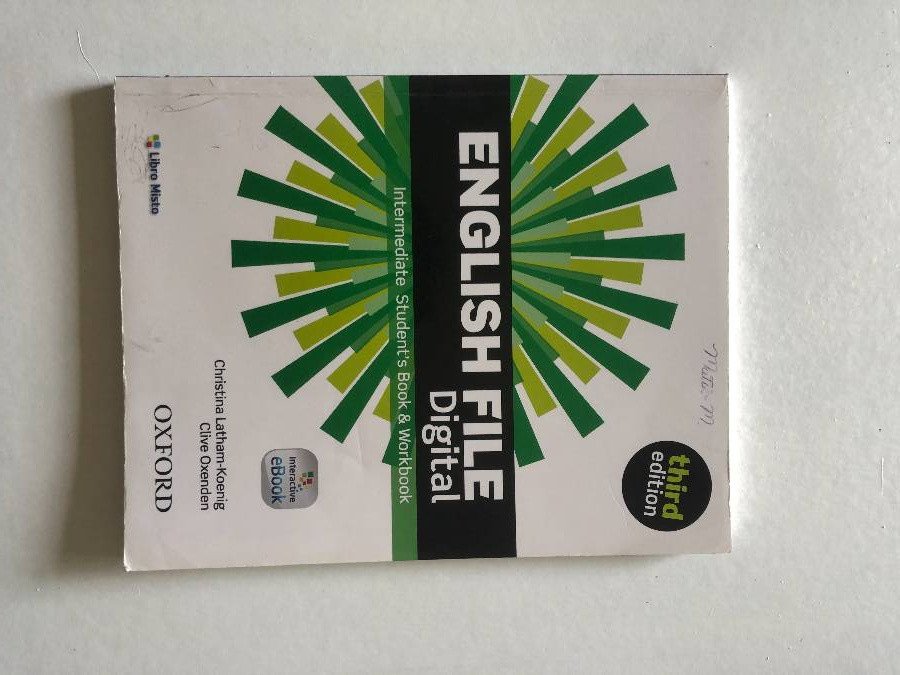 third
edition
ENGLISH FILE
Digital
Intermediate Student's Book & Workbook
interactive
eBook
Christina Latham-Koenig
Clive Oxenden
Libro Misto
OXFORD